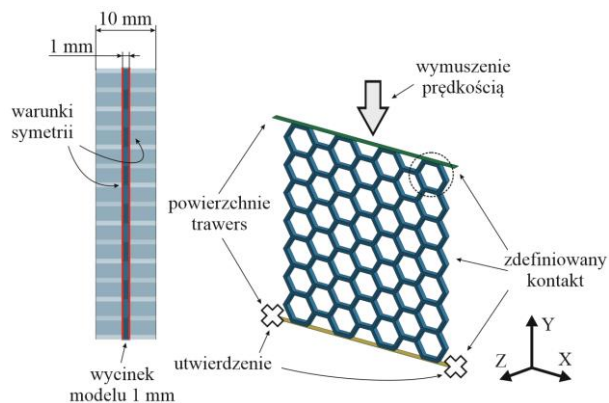 10 mm
1 mm
warunki
symetrii
wycinek
modelu 1 mm
wymuszenie
prędkością
powierzchnie
trawers
zdefiniowany
kontakt
utwierdzenie
Y
Z
X